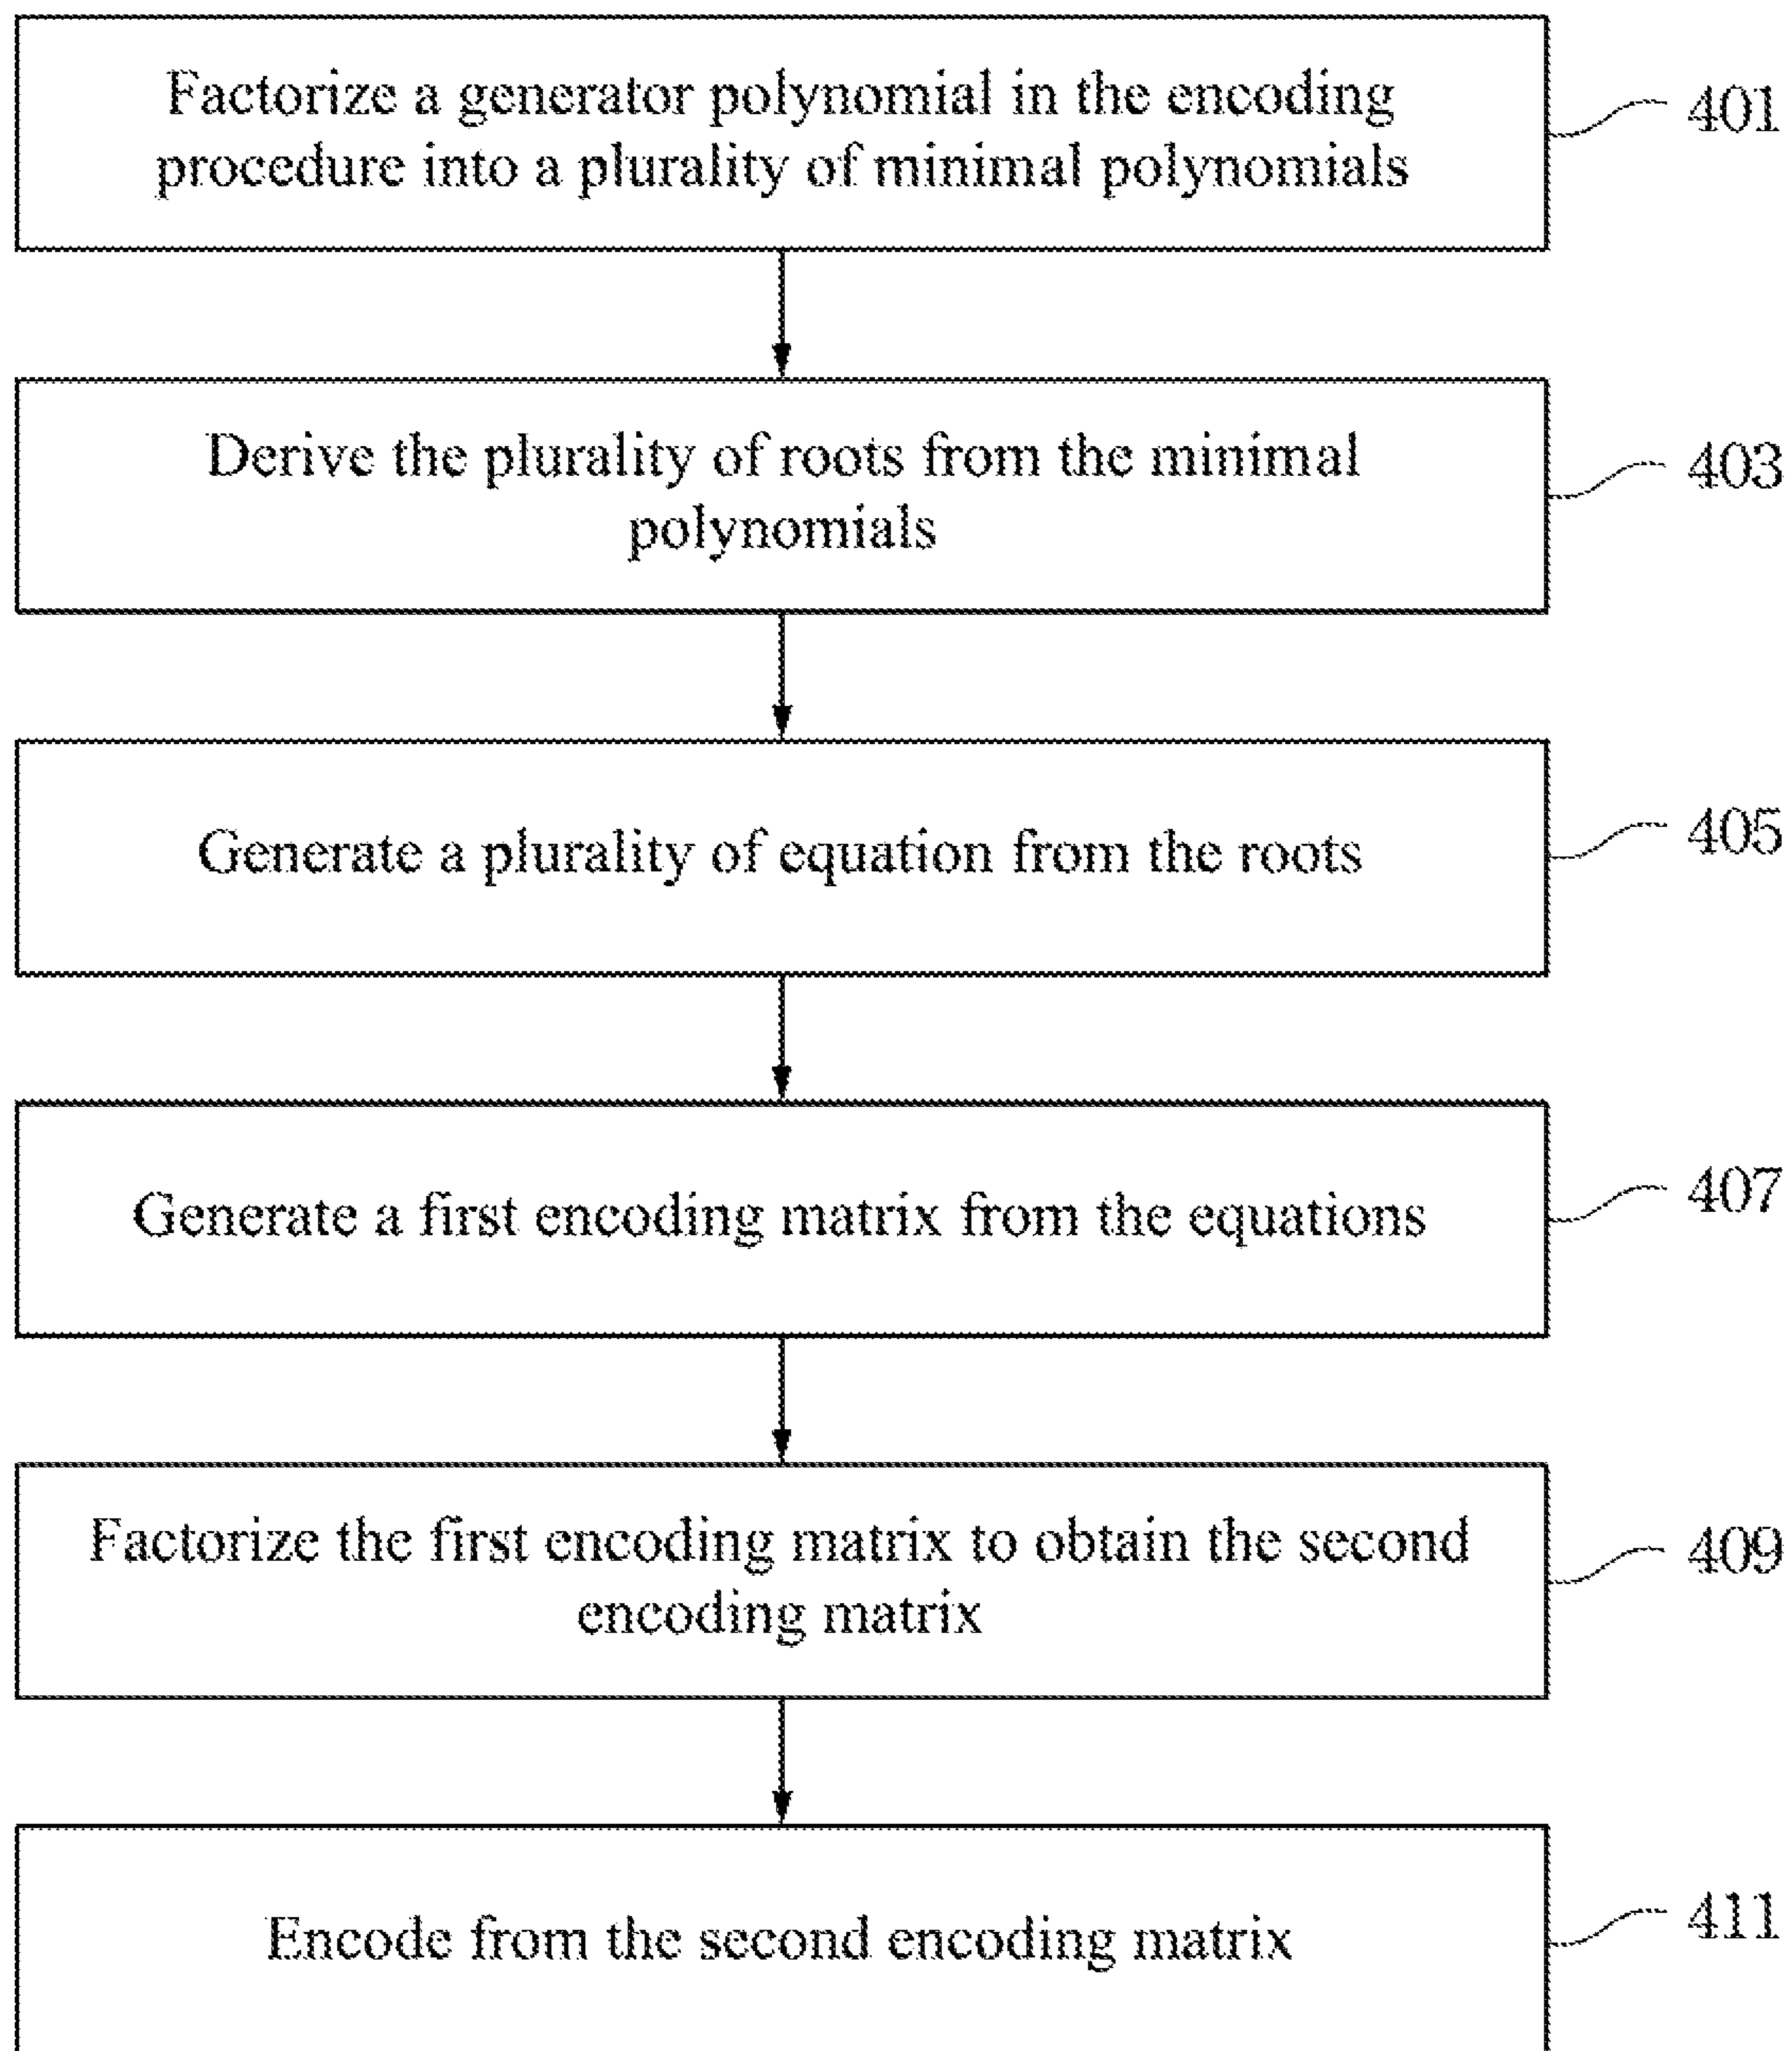 Factorize a generator polynomial in the encoding
procedure into a plurality of minimal polynomials
401
Derive the plurality of roots from the minimal
polynomials
403
Generate a plurality of equation from the roots
405
Generate a first encoding matrix from the equations
407
Factorize the first encoding matrix to obtain the second
encoding matrix
409
Encode from the second encoding matrix
411